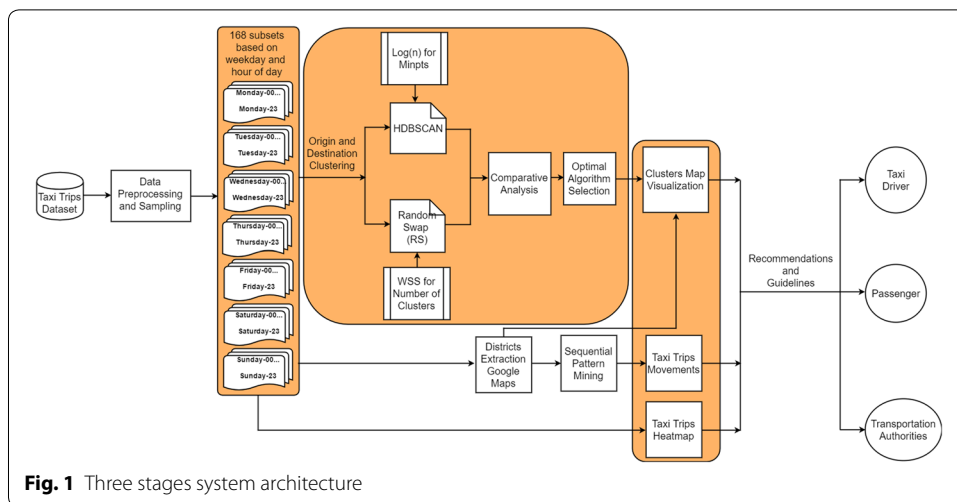 168 subsets
based on
weekday and
hour of day
Monday-00...
Monday-23
Tuesday-00...
Tuesday-23
Wednesday-00...
Wednesday-23
Thursday-00...
Thursday-23
Friday-00...
Friday-23
Saturday-00...
Saturday-23
Sunday-00...
Sunday-23
Taxi Trips
Dataset
Data
Preprocessing
and Sampling
Origin and
Destination
Clustering
Log(n) for
Minpts
HDBSCAN
Random
Swap
(RS)
WSS for
Number of
Clusters
Comparative
Analysis
Optimal
Algorithm
Selection
Clusters Map
Visualization
Districts
Extraction
Google
Maps
Sequential
Pattern
Mining
Taxi Trips
Movements
Taxi Trips
Heatmap
Recommendations
and
Guidelines
Taxi
Driver
Passenger
Transportation
Authorities
Fig. 1 Three stages system architecture